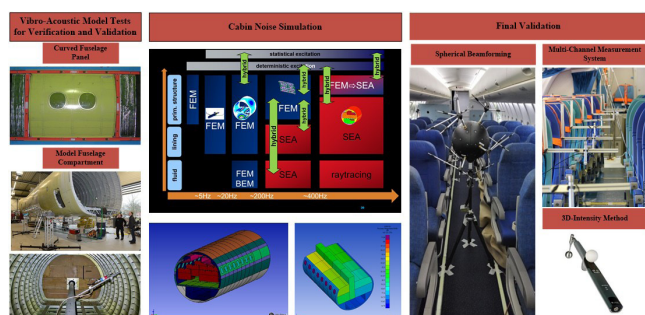 Vibro-Acoustic Model Tests
for Verification and Validation
Curved Fuselage
Panel
Model Fuselage
Compartment
Cabin Noise Simulation
statistical excitation
deterministic excitation
prim. structure
lining
fluid
FEM
FEM
FEM
FEM
BEM
hybrid
hybrid
FEM
SEA
SEA
hybrid
hybrid
hybrid
FEM⇨SEA
SEA
raytracing
~5Hz
~20Hz
~200Hz
~400Hz
Final Validation
Spherical Beamforming
Multi-Channel Measurement
System
3D-Intensity Method